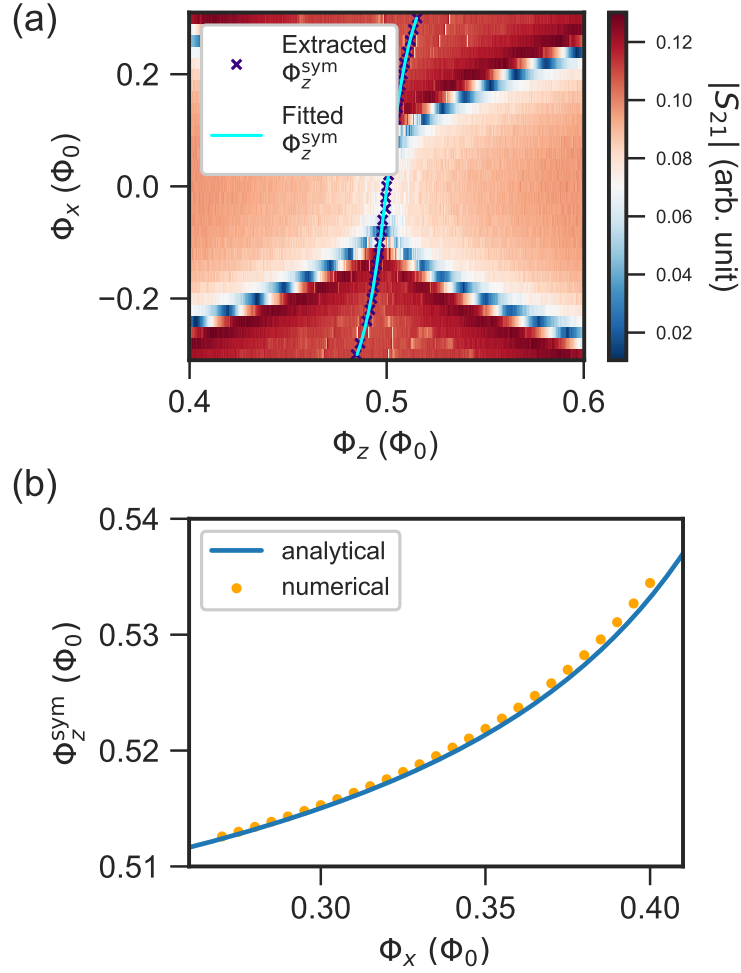 (a)
Extracted
Φ_z^sym
Fitted
Φ_z^sym
0.2
0.0
−0.2
Φ_x (Φ_0)
0.4
0.5
0.6
Φ_z (Φ_0)
0.12
0.10
0.08
0.06
0.04
0.02
|S_21| (arb. unit)
(b)
analytical
numerical
0.54
0.53
0.52
0.51
Φ_z^sym (Φ_0)
0.30
0.35
0.40
Φ_x (Φ_0)